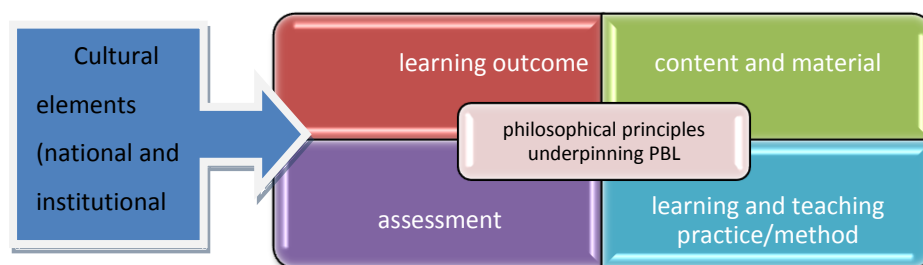 Cultural
elements
(national and
institutional
learning outcome
content and material
philosophical principles
underpinning PBL
assessment
learning and teaching
practice/method